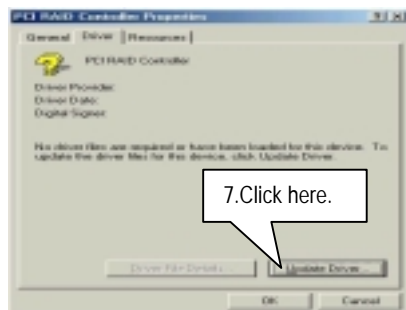 PCI RAID Controller Properties
General Driver Resources
PCI RAID Controller
Driver Provider:
Driver Date:
Digital Signer:
No driver files are required or have been loaded for this device. To
update the driver files for this device, click Update Driver.
7.Click here.
Driver File Details... Update Driver...
OK Cancel